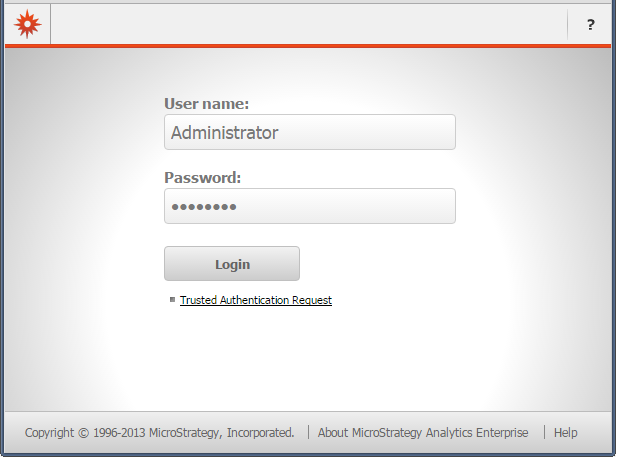 ?
User name:
Administrator
Password:
••••••••
Login
Trusted Authentication Request
Copyright © 1996-2013 MicroStrategy, Incorporated. | About MicroStrategy Analytics Enterprise | Help